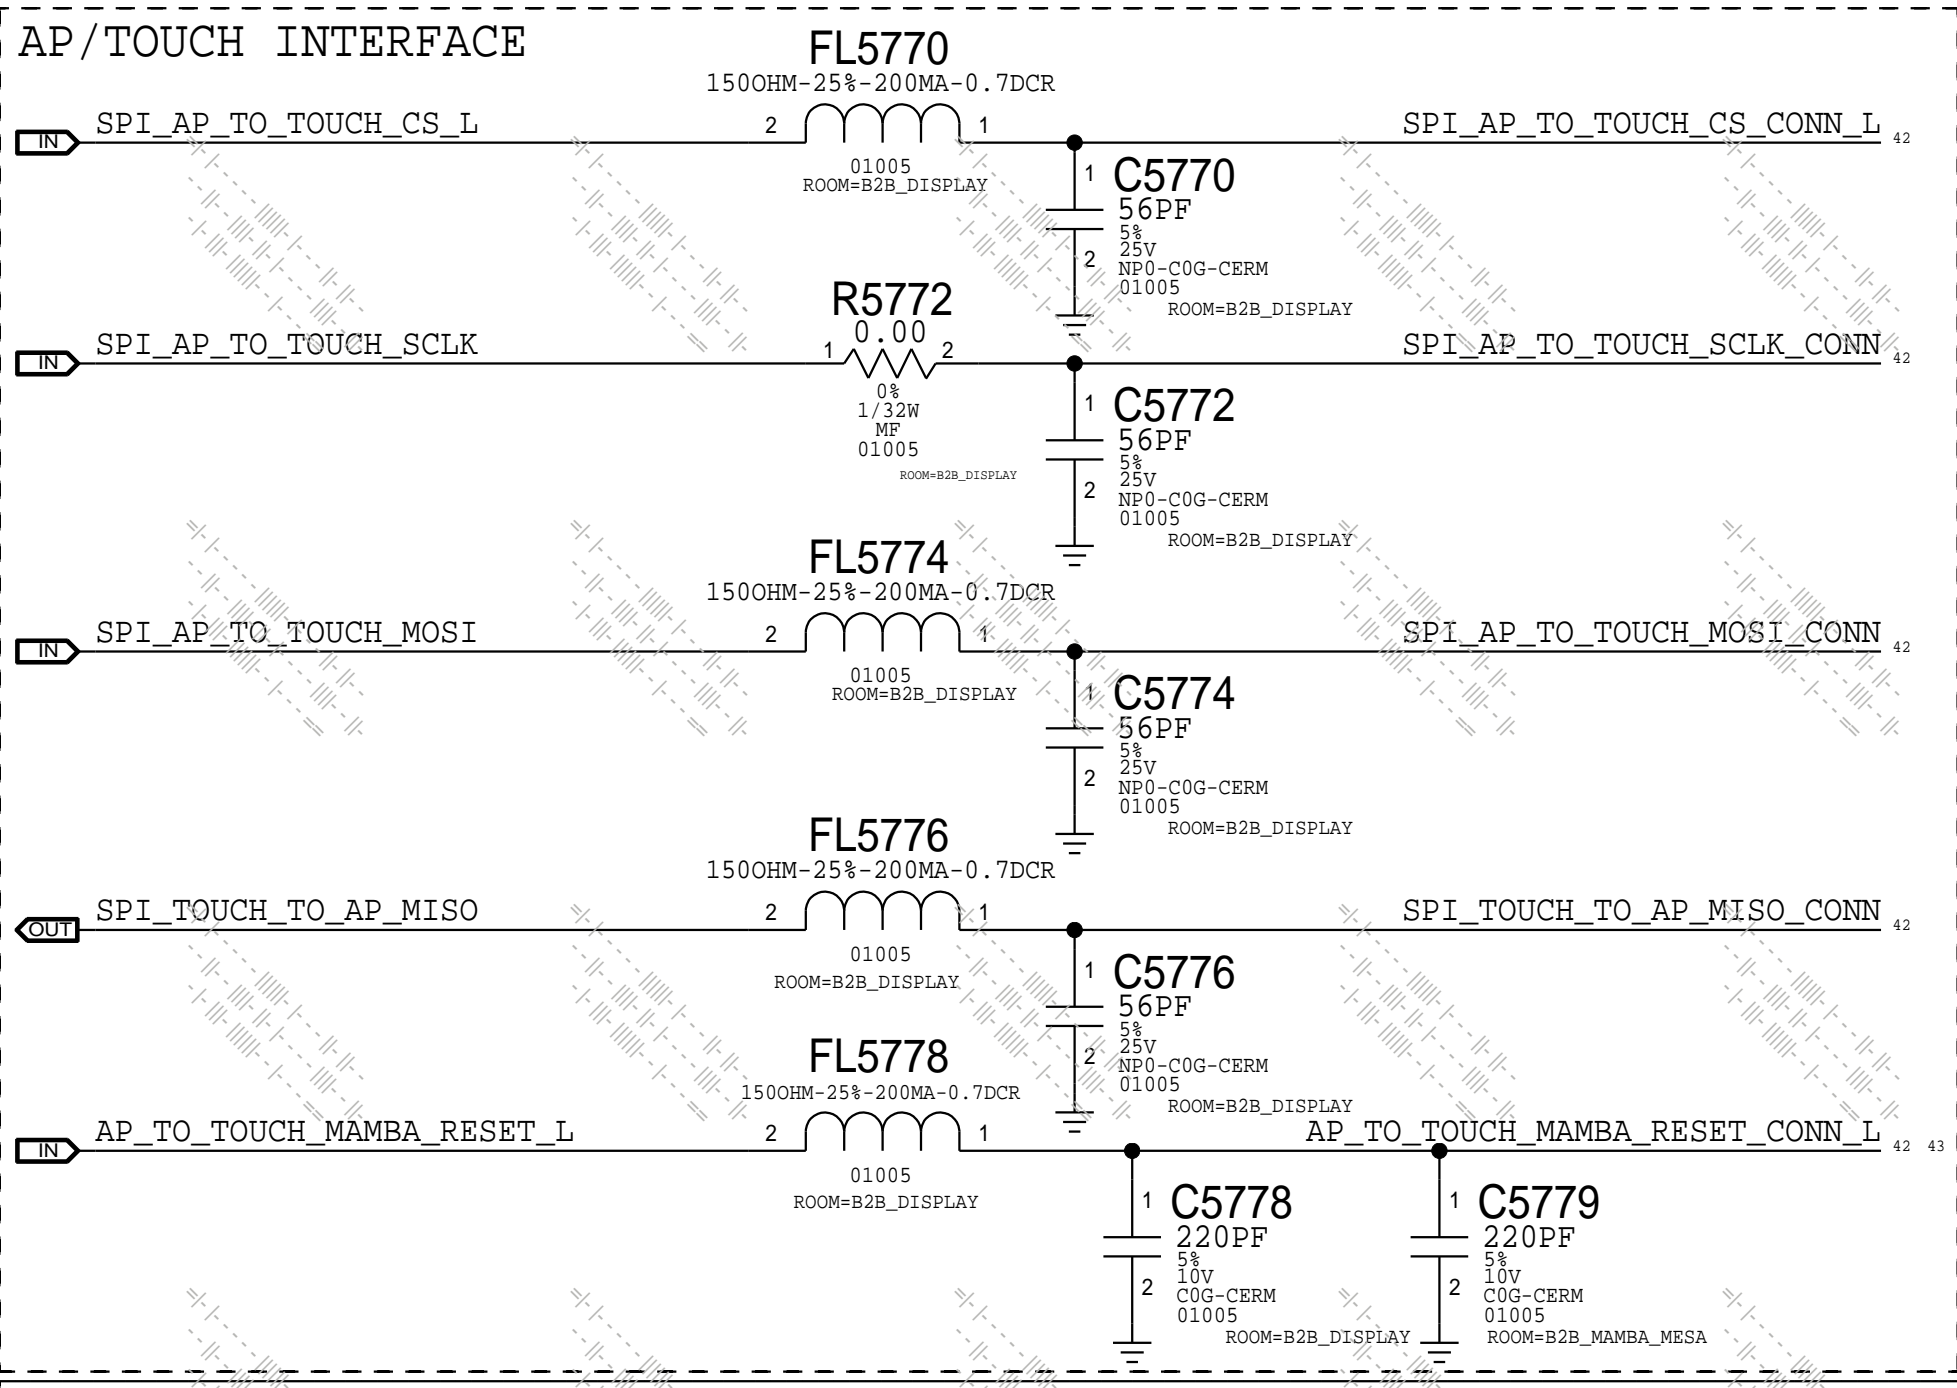 AP/TOUCH INTERFACE
FL5770
150OHM-25%-200MA-0.7DCR
IN
SPI_AP_TO_TOUCH_CS_L
2
1
SPI_AP_TO_TOUCH_CS_CONN_L
42
01005
ROOM=B2B_DISPLAY
1
C5770
56PF
5%
25V
2
NP0-C0G-CERM
01005
ROOM=B2B_DISPLAY
R5772
0.00
IN
SPI_AP_TO_TOUCH_SCLK
1
2
SPI_AP_TO_TOUCH_SCLK_CONN
42
0%
1/32W
MF
01005
ROOM=B2B_DISPLAY
1
C5772
56PF
5%
25V
2
NP0-C0G-CERM
01005
ROOM=B2B_DISPLAY
FL5774
150OHM-25%-200MA-0.7DCR
IN
SPI_AP_TO_TOUCH_MOSI
2
1
SPI_AP_TO_TOUCH_MOSI_CONN
42
01005
ROOM=B2B_DISPLAY
1
C5774
56PF
5%
25V
2
NP0-C0G-CERM
01005
ROOM=B2B_DISPLAY
FL5776
150OHM-25%-200MA-0.7DCR
OUT
SPI_TOUCH_TO_AP_MISO
2
1
SPI_TOUCH_TO_AP_MISO_CONN
42
01005
ROOM=B2B_DISPLAY
1
C5776
56PF
5%
25V
2
NP0-C0G-CERM
01005
ROOM=B2B_DISPLAY
FL5778
150OHM-25%-200MA-0.7DCR
IN
AP_TO_TOUCH_MAMBA_RESET_L
2
1
AP_TO_TOUCH_MAMBA_RESET_CONN_L
42 43
01005
ROOM=B2B_DISPLAY
1
C5778
220PF
5%
10V
2
C0G-CERM
01005
ROOM=B2B_DISPLAY
1
C5779
220PF
5%
10V
2
C0G-CERM
01005
ROOM=B2B_MAMBA_MESA